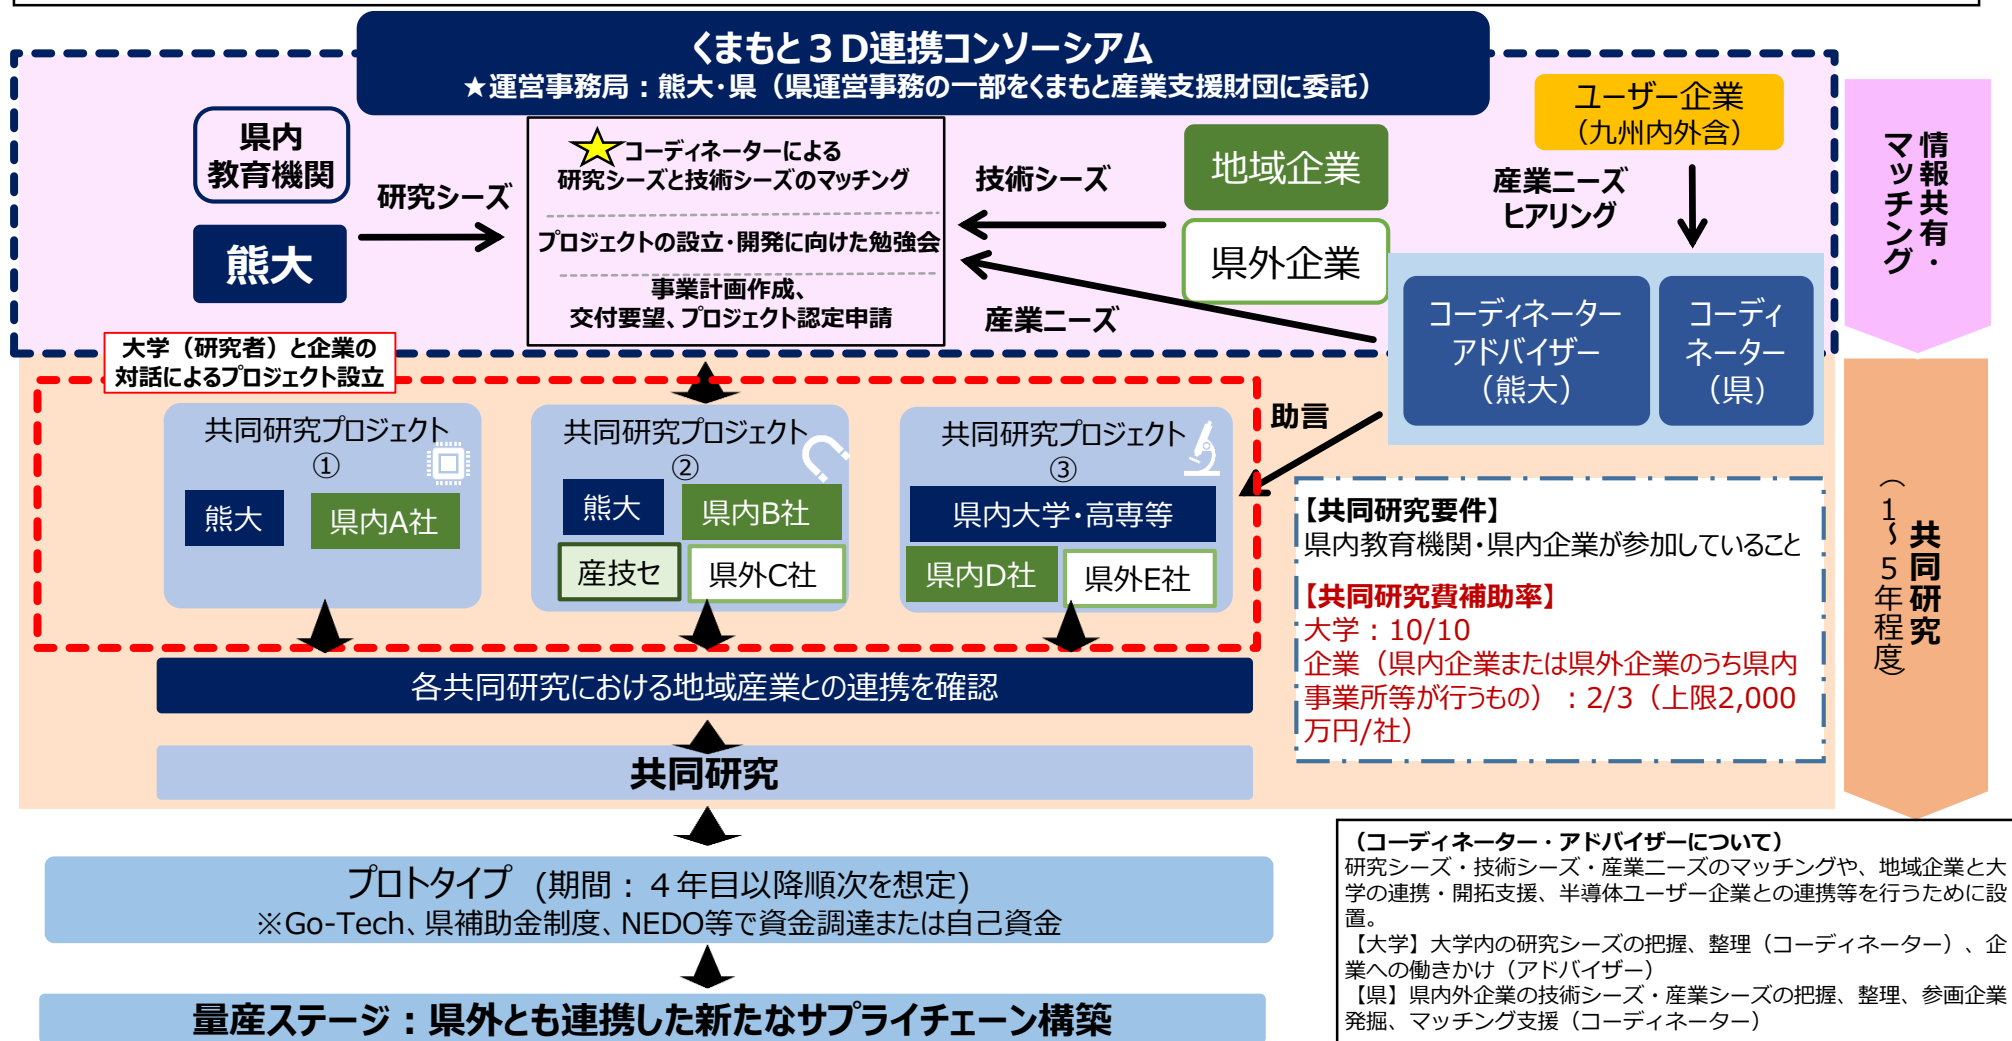 くまもと３Ｄ連携コンソーシアム
★運営事務局：熊大・県（県運営事務の一部をくまもと産業支援財団に委託）
県内
教育機関
熊大
研究シーズ
コーディネーターによる
研究シーズと技術シーズのマッチング
プロジェクトの設立・開発に向けた勉強会
事業計画作成、
交付要望、プロジェクト認定申請
技術シーズ
産業ニーズ
地域企業
県外企業
ユーザー企業
（九州内外含）
産業ニーズ
ヒアリング
コーディネーター
アドバイザー
（熊大）
コーディ
ネーター
（県）
情報共有・
マッチング
大学（研究者）と企業の
対話によるプロジェクト設立
共同研究プロジェクト
①
熊大
県内A社
共同研究プロジェクト
②
熊大
県内B社
産技セ
県外C社
共同研究プロジェクト
③
県内大学・高専等
県内D社
県外E社
助言
【共同研究要件】
県内教育機関・県内企業が参加していること
【共同研究費補助率】
大学：10/10
企業（県内企業または県外企業のうち県内
事業所等が行うもの）：2/3（上限2,000
万円/社）
共同研究
（1～5年程度）
各共同研究における地域産業との連携を確認
共同研究
プロトタイプ (期間：４年目以降順次を想定)
※Go-Tech、県補助金制度、NEDO等で資金調達または自己資金
量産ステージ：県外とも連携した新たなサプライチェーン構築
（コーディネーター・アドバイザーについて）
研究シーズ・技術シーズ・産業ニーズのマッチングや、地域企業と大
学の連携・開拓支援、半導体ユーザー企業との連携等を行うために設
置。
【大学】大学内の研究シーズの把握、整理（コーディネーター）、企
業への働きかけ（アドバイザー）
【県】県内外企業の技術シーズ・産業シーズの把握、整理、参画企業
発掘、マッチング支援（コーディネーター）